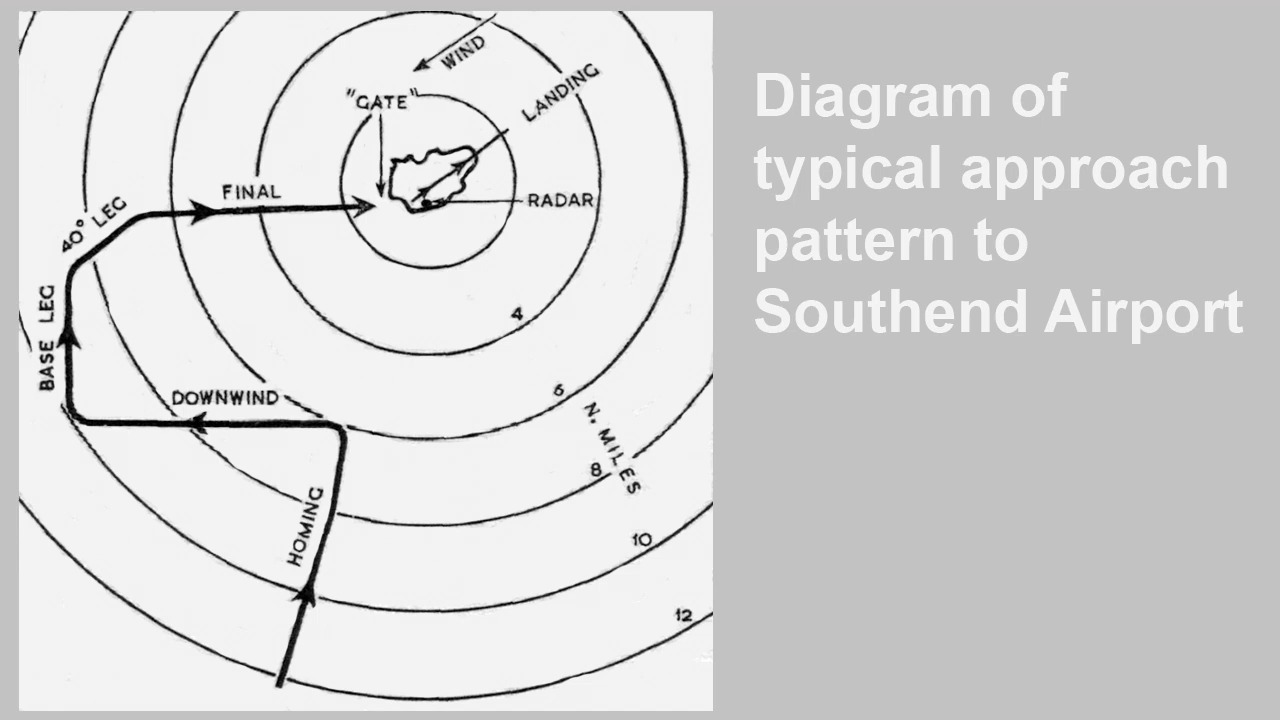 WIND
LANDING
"GATE"
FINAL
RADAR
40° LEG
BASE LEG
DOWNWIND
HOMING
4
6
N. MILES
8
10
12
Diagram of
typical approach
pattern to
Southend Airport